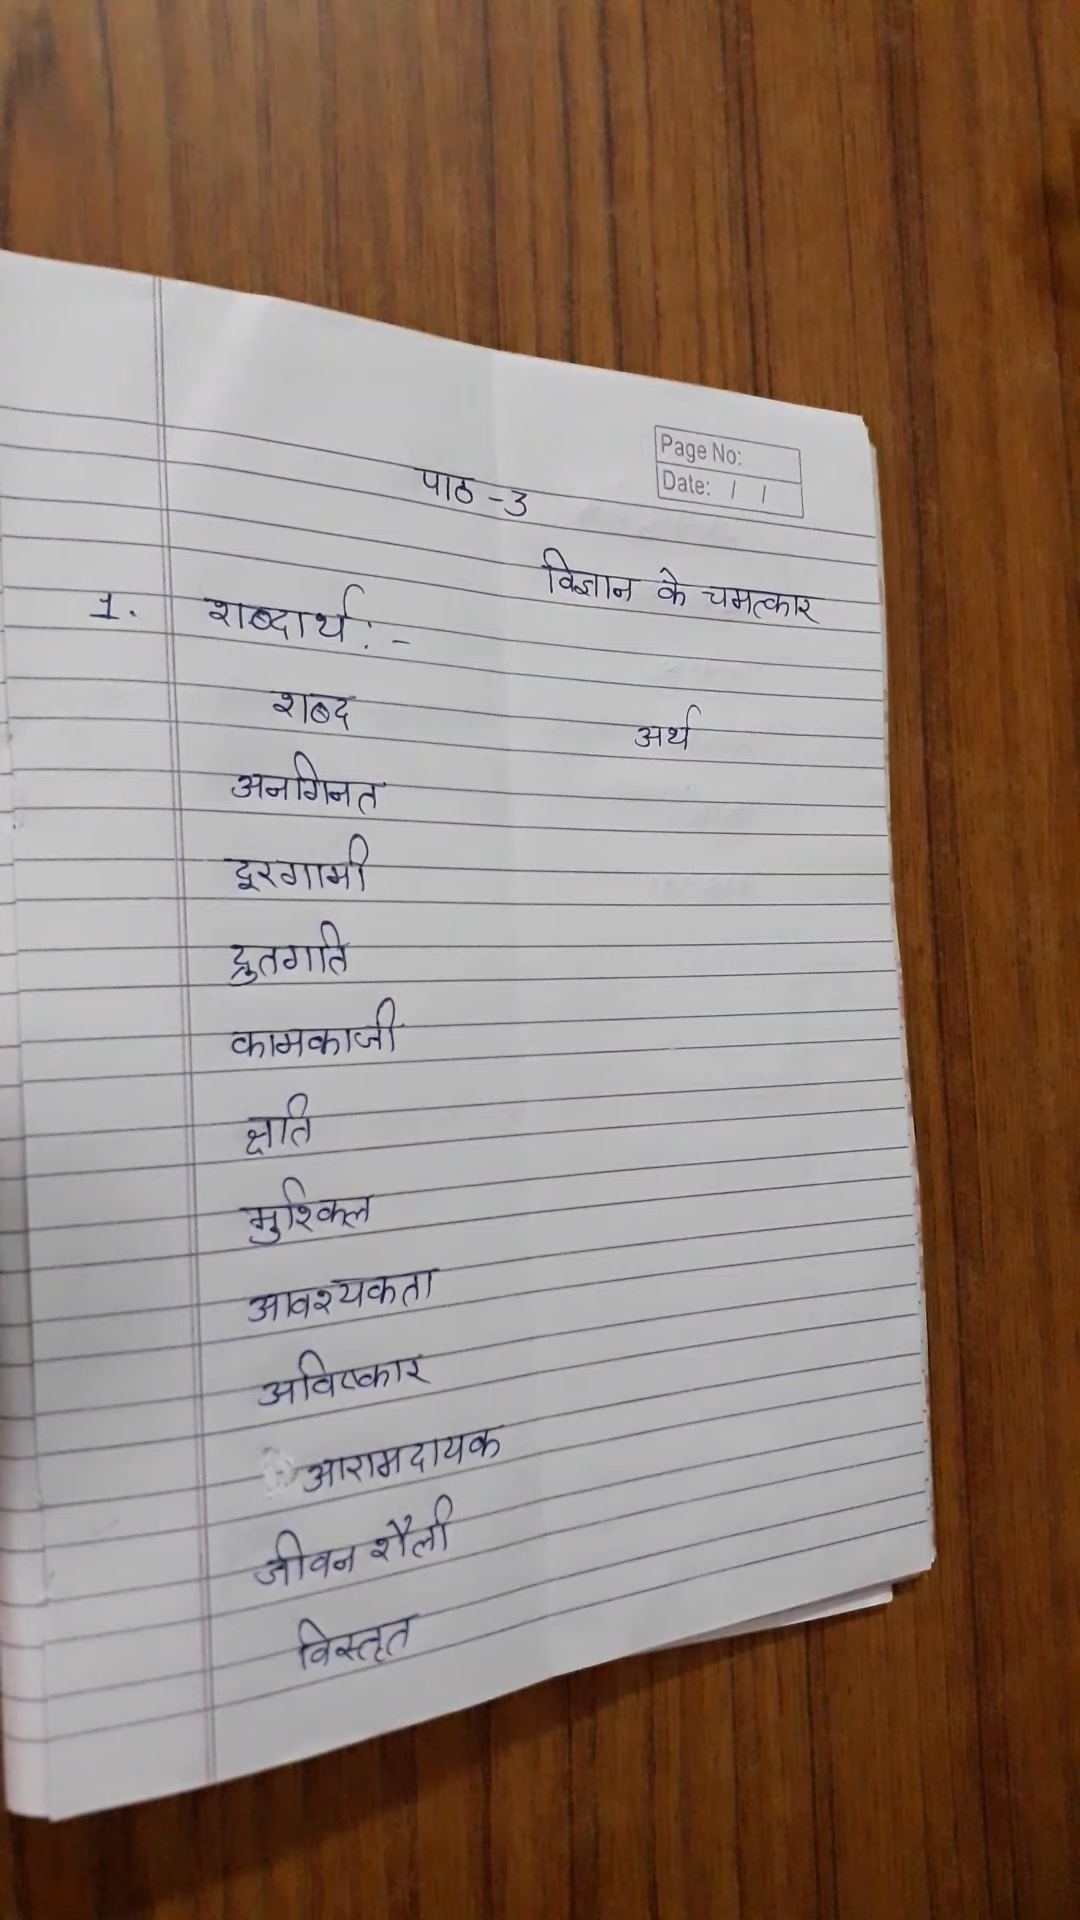 Page No:
Date: / /
पाठ -3
विज्ञान के चमत्कार
1. शब्दार्थ :-
शब्द अर्थ
अनगिनत
दूरगामी
द्रुतगति
कामकाजी
क्षति
मुश्किल
आवश्यकता
अविष्कार
आरामदायक
जीवन शैली
विस्तृत